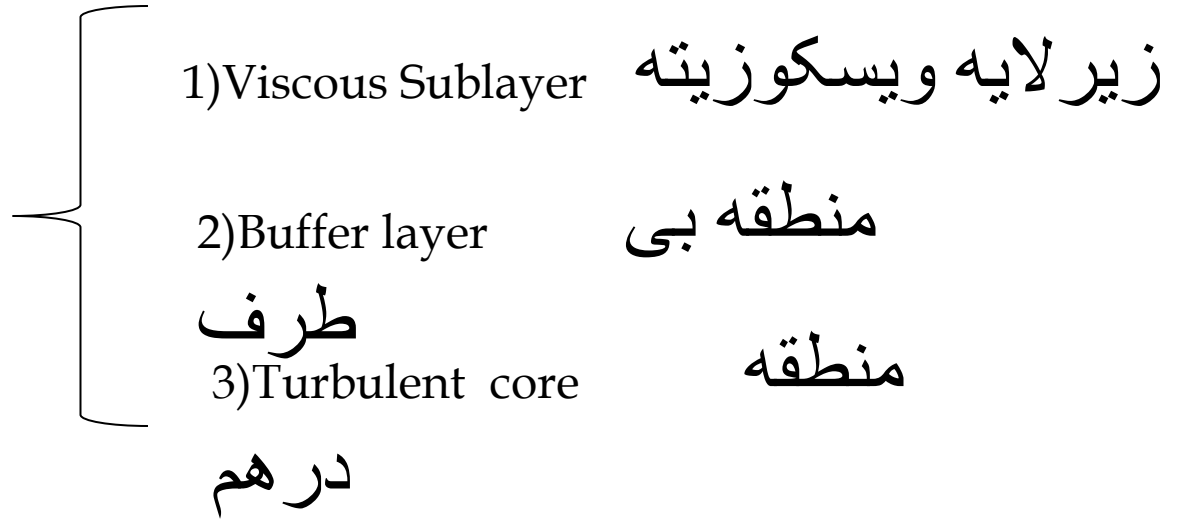 1)Viscous Sublayer زیرلایه ویسکوزیته
2)Buffer layer منطقه بی
طرف
3)Turbulent core منطقه
درهم